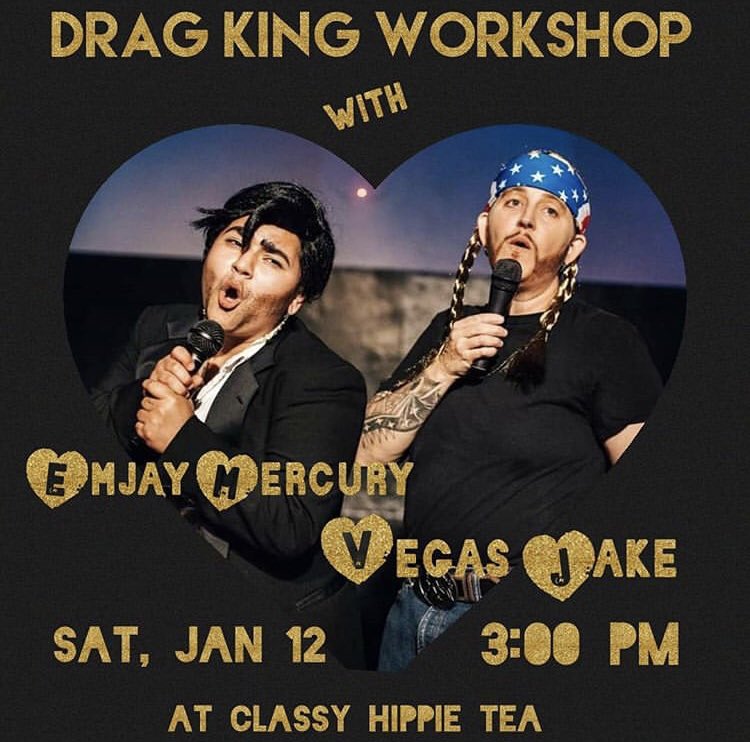 DRAG KING WORKSHOP
WITH
EMJAY MERCURY
VEGAS JAKE
SAT, JAN 12 3:00 PM
AT CLASSY HIPPIE TEA